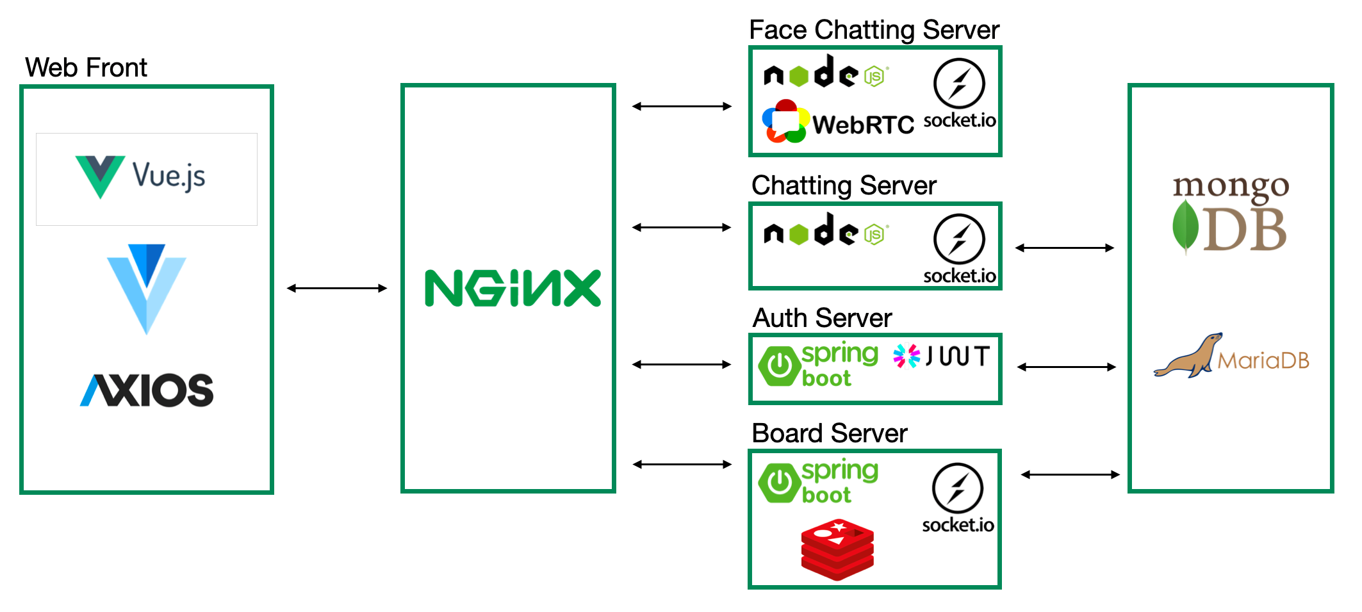 Web Front
Vue.js
AXIOS
NGINX
Face Chatting Server
node JS
WebRTC
socket.io
Chatting Server
node JS
socket.io
Auth Server
spring boot
JWT
Board Server
spring boot
socket.io
mongo
DB
MariaDB